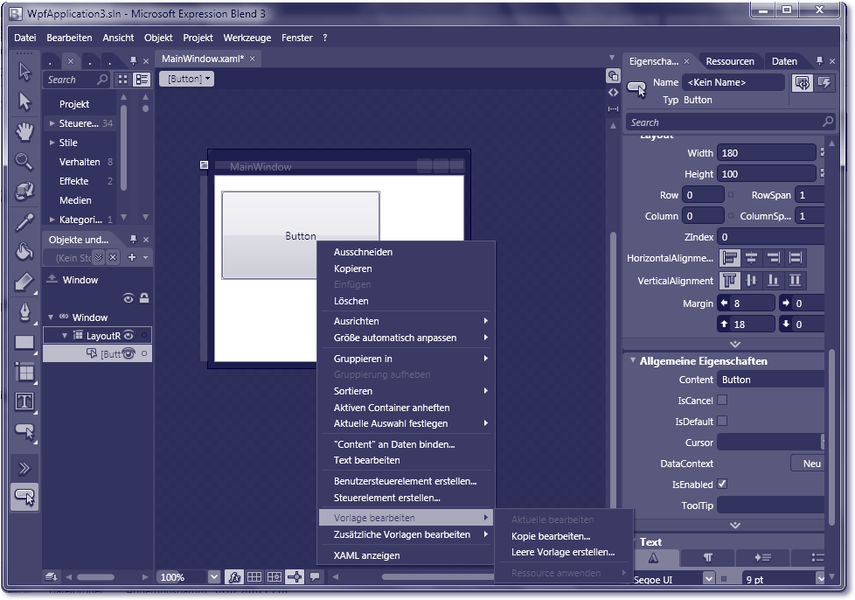 WpfApplication3.sln - Microsoft Expression Blend 3
Datei Bearbeiten Ansicht Objekt Projekt Werkzeuge Fenster ?
MainWindow.xaml* ×
Eigenscha... × Ressourcen Daten
Search
[Button]
Name <Kein Name>
Typ Button
Search
Projekt
Steuere... 34
Stile
Verhalten 8
Effekte 2
Medien
Kategori... 1
Objekte und...
(Kein Sto
Window
Window
LayoutR
[Butt
MainWindow
Button
Ausschneiden
Kopieren
Einfügen
Löschen
Ausrichten
Größe automatisch anpassen
Gruppieren in
Gruppierung aufheben
Sortieren
Aktiven Container anheften
Aktuelle Auswahl festlegen
"Content" an Daten binden...
Text bearbeiten
Benutzersteuerelement erstellen...
Steuerelement erstellen...
Vorlage bearbeiten
Zusätzliche Vorlagen bearbeiten
XAML anzeigen
Aktuelle bearbeiten
Kopie bearbeiten...
Leere Vorlage erstellen...
Ressource anwenden
Layout
Width 180
Height 100
Row 0 RowSpan 1
Column 0 ColumnSp... 1
ZIndex 0
HorizontalAlignme...
VerticalAlignment
Margin 8 0
18 0
Allgemeine Eigenschaften
Content Button
IsCancel
IsDefault
Cursor
DataContext Neu
IsEnabled
ToolTip
Text
Segoe UI 9 pt
100%